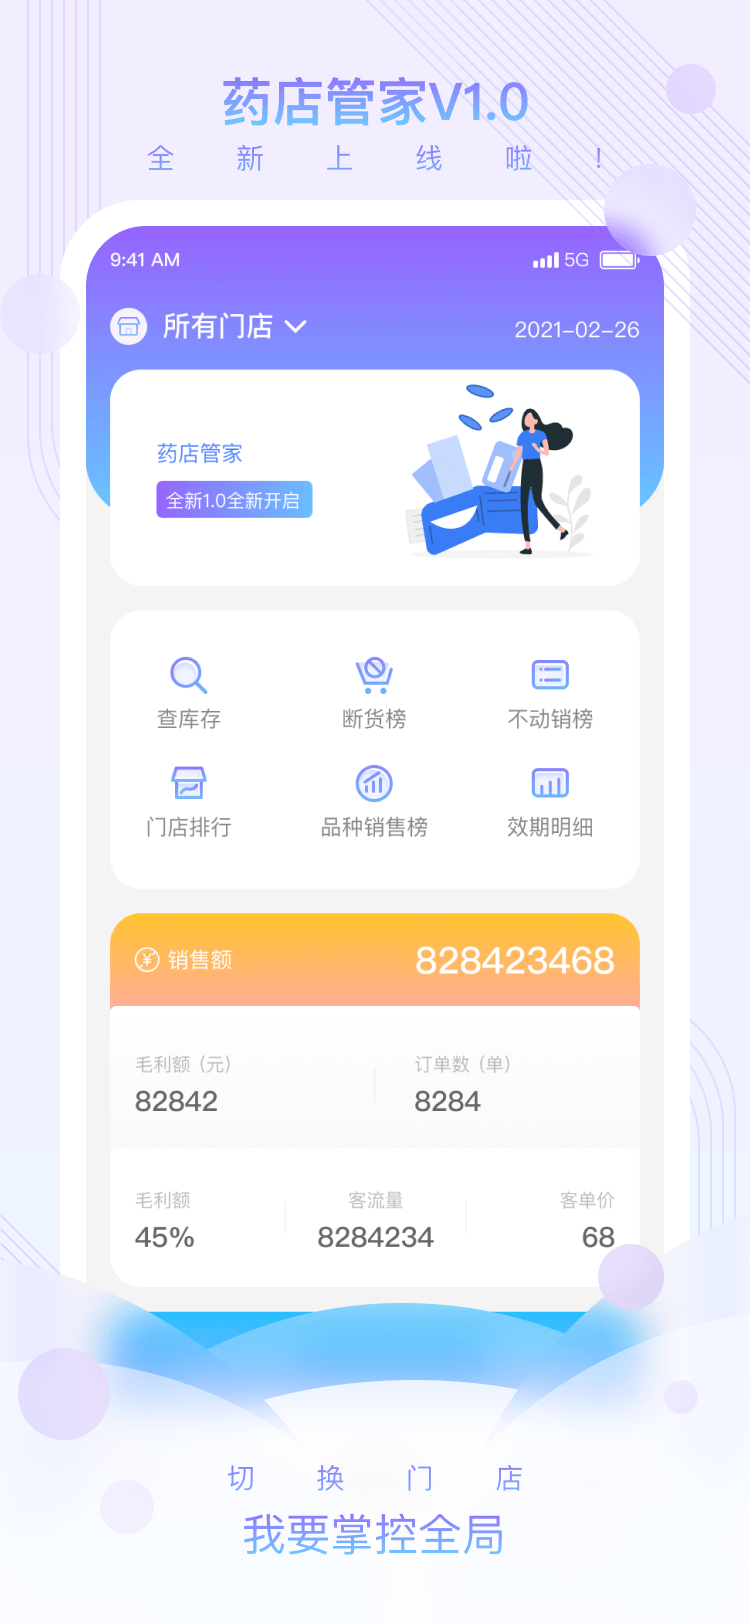 药店管家V1.0
全新上线啦！
9:41 AM 5G
所有门店 2021-02-26
药店管家
全新1.0全新开启
查库存 断货榜 不动销榜
门店排行 品种销售榜 效期明细
¥ 销售额 828423468
毛利额（元） 订单数（单）
82842 8284
毛利额 客流量 客单价
45% 8284234 68
切换门店
我要掌控全局